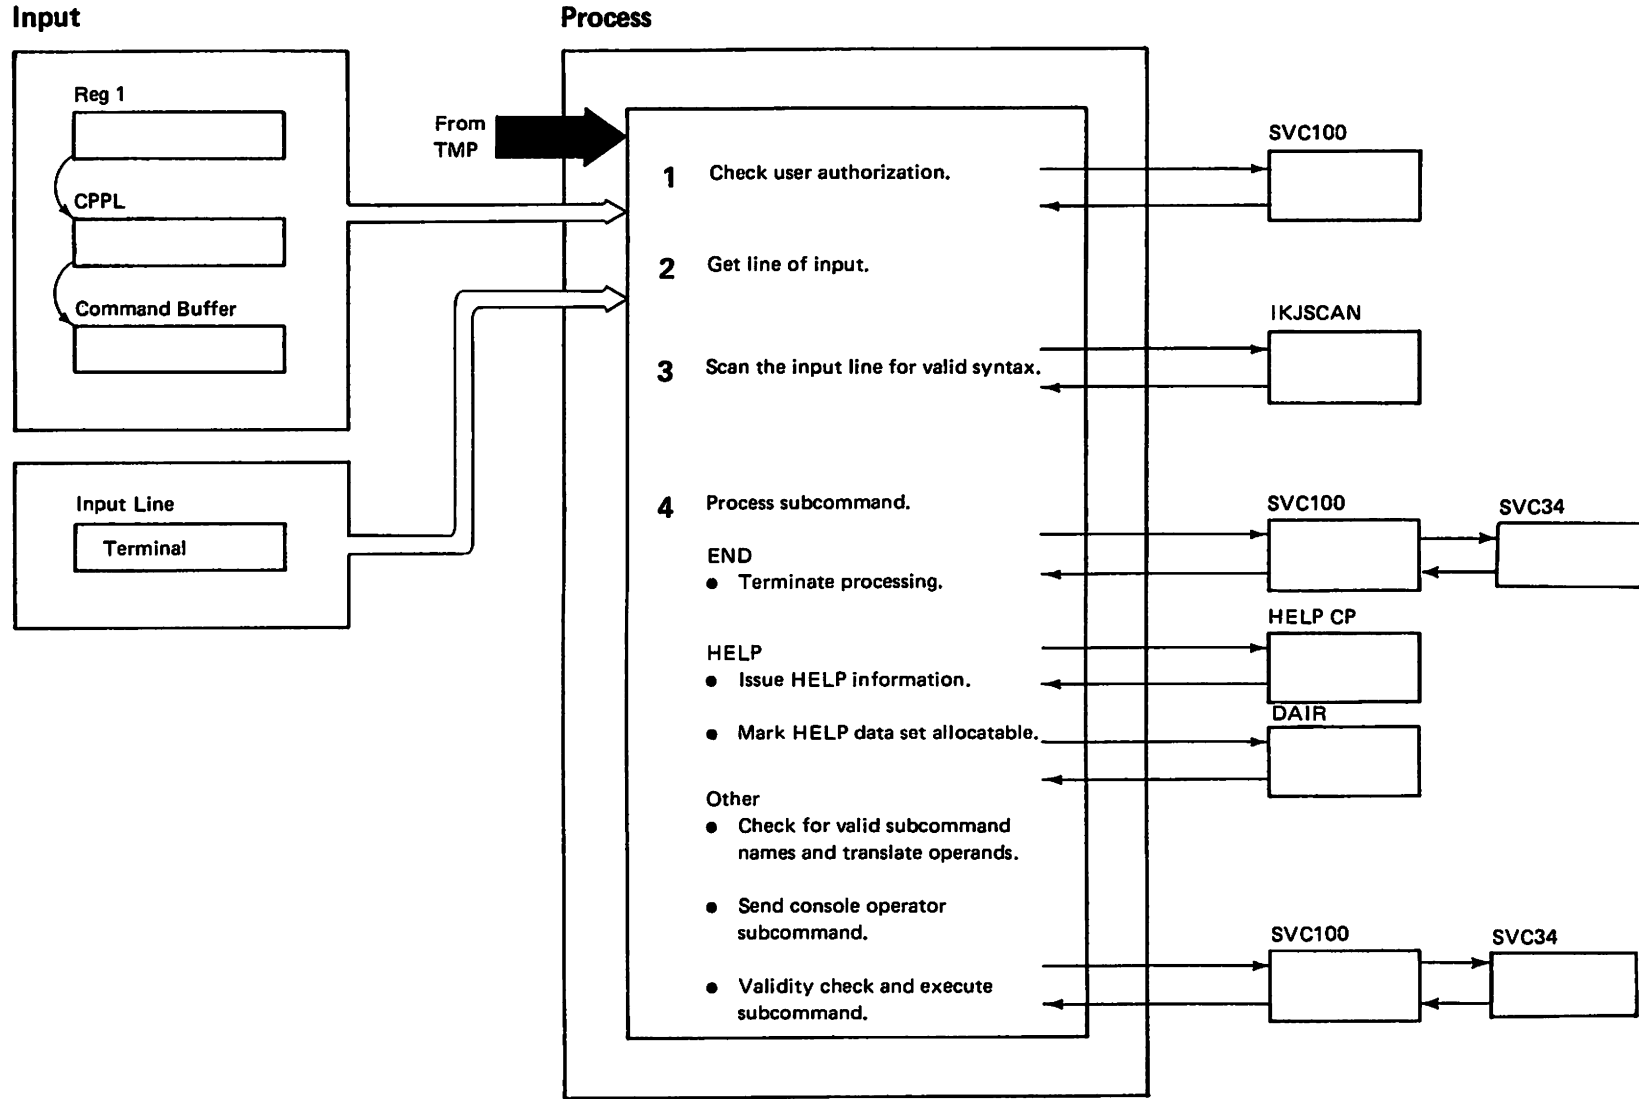 Input
Process
Reg 1
CPPL
Command Buffer
Input Line
Terminal
From
TMP
1 Check user authorization.
SVC100
2 Get line of input.
3 Scan the input line for valid syntax.
IKJSCAN
4 Process subcommand.
SVC100
SVC34
END
• Terminate processing.
HELP
• Issue HELP information.
HELP CP
• Mark HELP data set allocatable.
DAIR
Other
• Check for valid subcommand
names and translate operands.
• Send console operator
subcommand.
• Validity check and execute
subcommand.
SVC100
SVC34